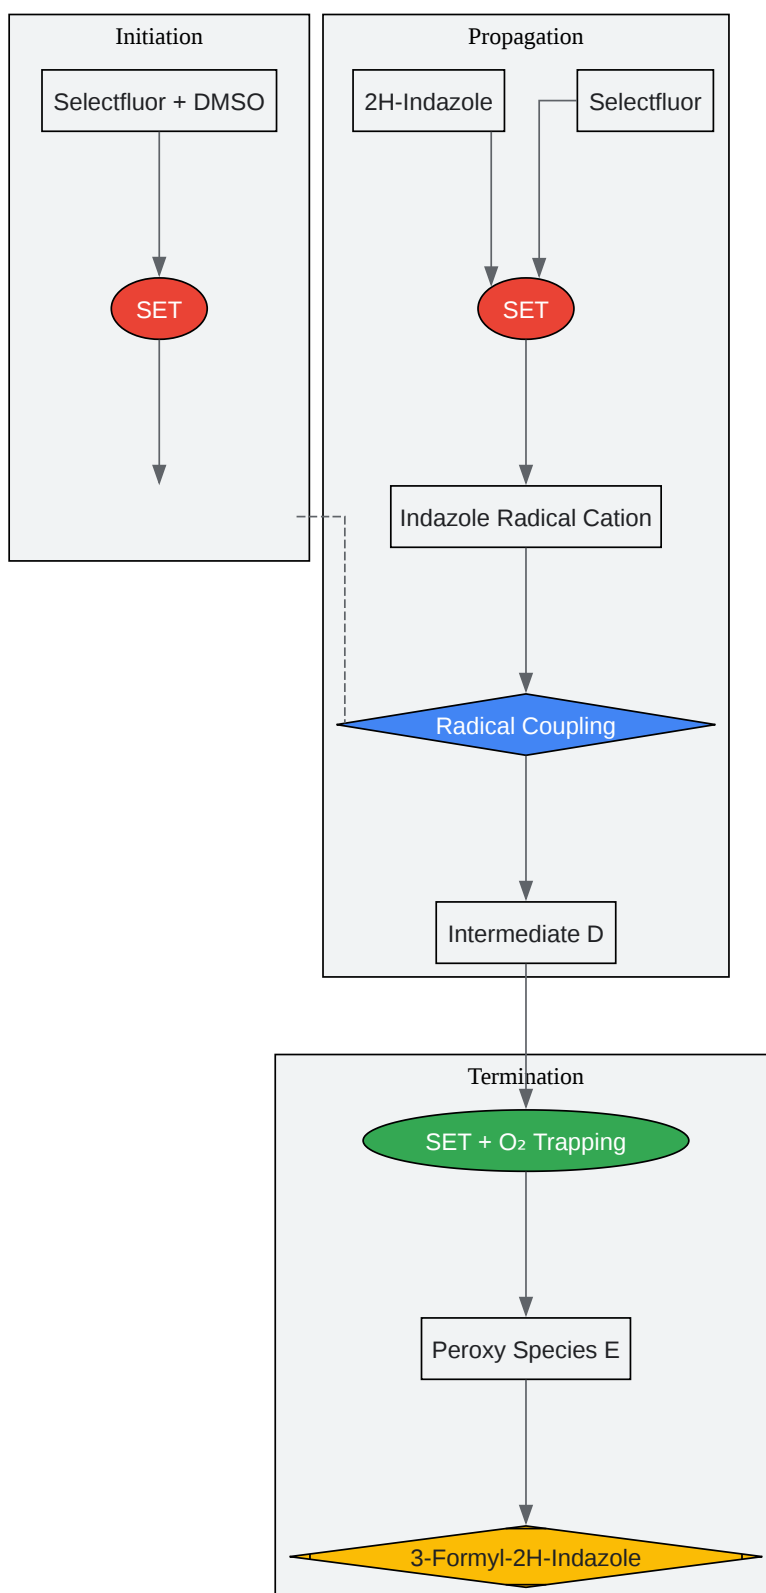 Initiation
Selectfluor + DMSO
SET
Propagation
2H-Indazole
Selectfluor
SET
Indazole Radical Cation
Radical Coupling
Intermediate D
Termination
SET + O₂ Trapping
Peroxy Species E
3-Formyl-2H-Indazole